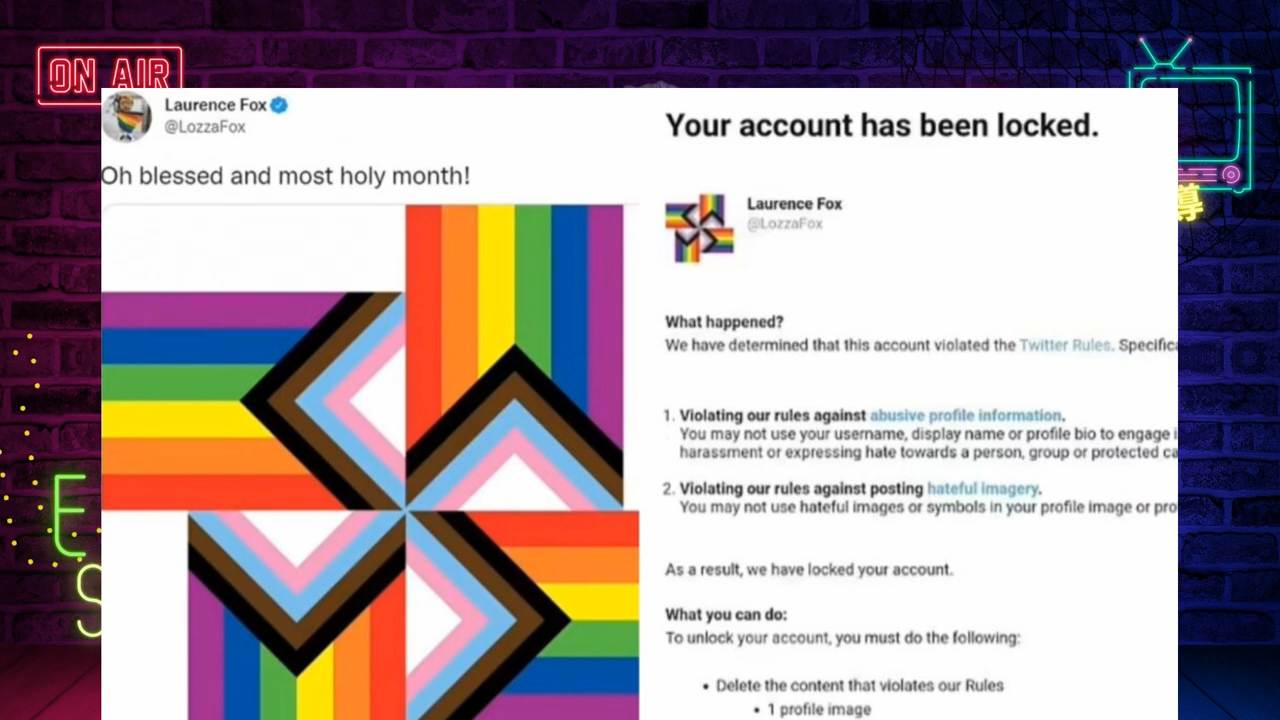 ON AIR
Laurence Fox
@LozzaFox
Oh blessed and most holy month!
Your account has been locked.
Laurence Fox
@LozzaFox
What happened?
We have determined that this account violated the Twitter Rules. Specifica
1. Violating our rules against abusive profile information.
You may not use your username, display name or profile bio to engage i
harassment or expressing hate towards a person, group or protected ca
2. Violating our rules against posting hateful imagery.
You may not use hateful images or symbols in your profile image or pro
As a result, we have locked your account.
What you can do:
To unlock your account, you must do the following:
• Delete the content that violates our Rules
• 1 profile image
E
S